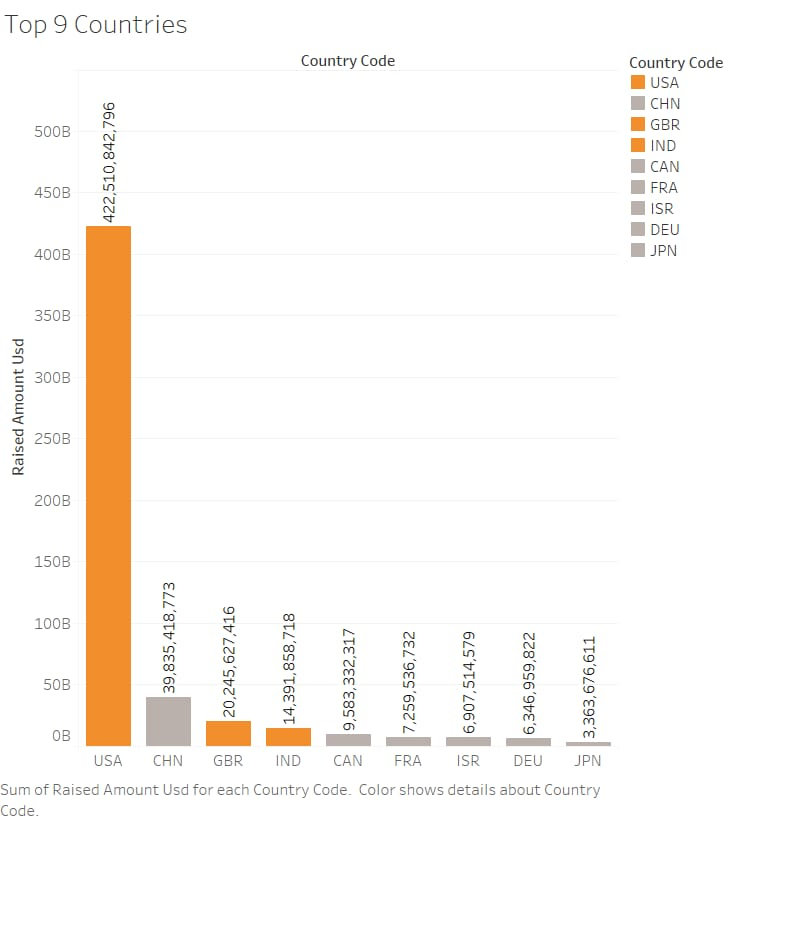 Top 9 Countries
Country Code
Country Code
USA
CHN
GBR
IND
CAN
FRA
ISR
DEU
JPN
Raised Amount Usd
500B
450B
400B
350B
300B
250B
200B
150B
100B
50B
0B
422,510,842,796
39,835,418,773
20,245,627,416
14,391,858,718
9,583,332,317
7,259,536,732
6,907,514,579
6,346,959,822
3,363,676,611
USA CHN GBR IND CAN FRA ISR DEU JPN
Sum of Raised Amount Usd for each Country Code.  Color shows details about Country
Code.